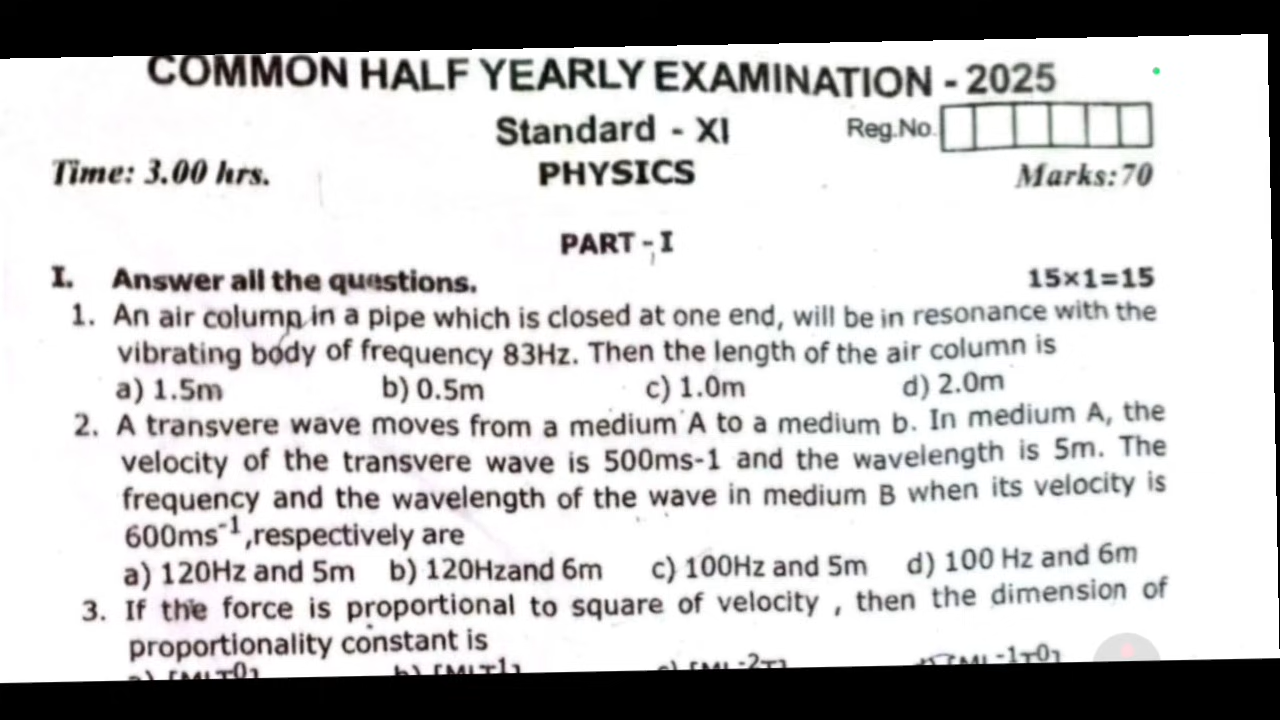 COMMON HALF YEARLY EXAMINATION - 2025
Standard - XI
Reg.No.
Time: 3.00 hrs.
PHYSICS
Marks:70
PART - I
I. Answer all the questions. 15×1=15
1. An air column in a pipe which is closed at one end, will be in resonance with the
vibrating body of frequency 83Hz. Then the length of the air column is
a) 1.5m b) 0.5m c) 1.0m d) 2.0m
2. A transvere wave moves from a medium A to a medium b. In medium A, the
velocity of the transvere wave is 500ms-1 and the wavelength is 5m. The
frequency and the wavelength of the wave in medium B when its velocity is
600ms⁻¹ ,respectively are
a) 120Hz and 5m b) 120Hzand 6m c) 100Hz and 5m d) 100 Hz and 6m
3. If the force is proportional to square of velocity , then the dimension of
proportionality constant is